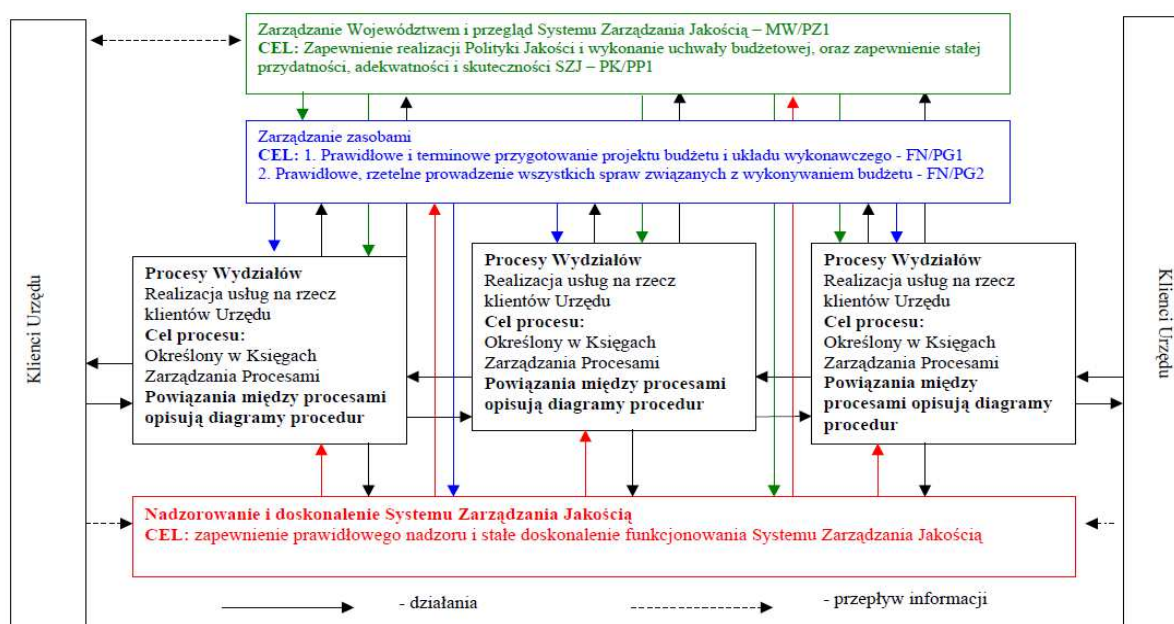 Klienci Urzędu
Zarządzanie Województwem i przegląd Systemu Zarządzania Jakością – MW/PZ1
CEL: Zapewnienie realizacji Polityki Jakości i wykonanie uchwały budżetowej, oraz zapewnienie stałej
przydatności, adekwatności i skuteczności SZJ – PK/PP1
Zarządzanie zasobami
CEL: 1. Prawidłowe i terminowe przygotowanie projektu budżetu i układu wykonawczego - FN/PG1
2. Prawidłowe, rzetelne prowadzenie wszystkich spraw związanych z wykonywaniem budżetu - FN/PG2
Procesy Wydziałów
Realizacja usług na rzecz
klientów Urzędu
Cel procesu:
Określony w Księgach
Zarządzania Procesami
Powiązania między procesami
opisują diagramy procedur
Procesy Wydziałów
Realizacja usług na rzecz
klientów Urzędu
Cel procesu:
Określony w Księgach
Zarządzania Procesami
Powiązania między procesami
opisują diagramy procedur
Procesy Wydziałów
Realizacja usług na rzecz
klientów Urzędu
Cel procesu:
Określony w Księgach
Zarządzania Procesami
Powiązania między
procesami opisują diagramy
procedur
Klienci Urzędu
Nadzorowanie i doskonalenie Systemu Zarządzania Jakością
CEL: zapewnienie prawidłowego nadzoru i stałe doskonalenie funkcjonowania Systemu Zarządzania Jakością
- działania
- przepływ informacji